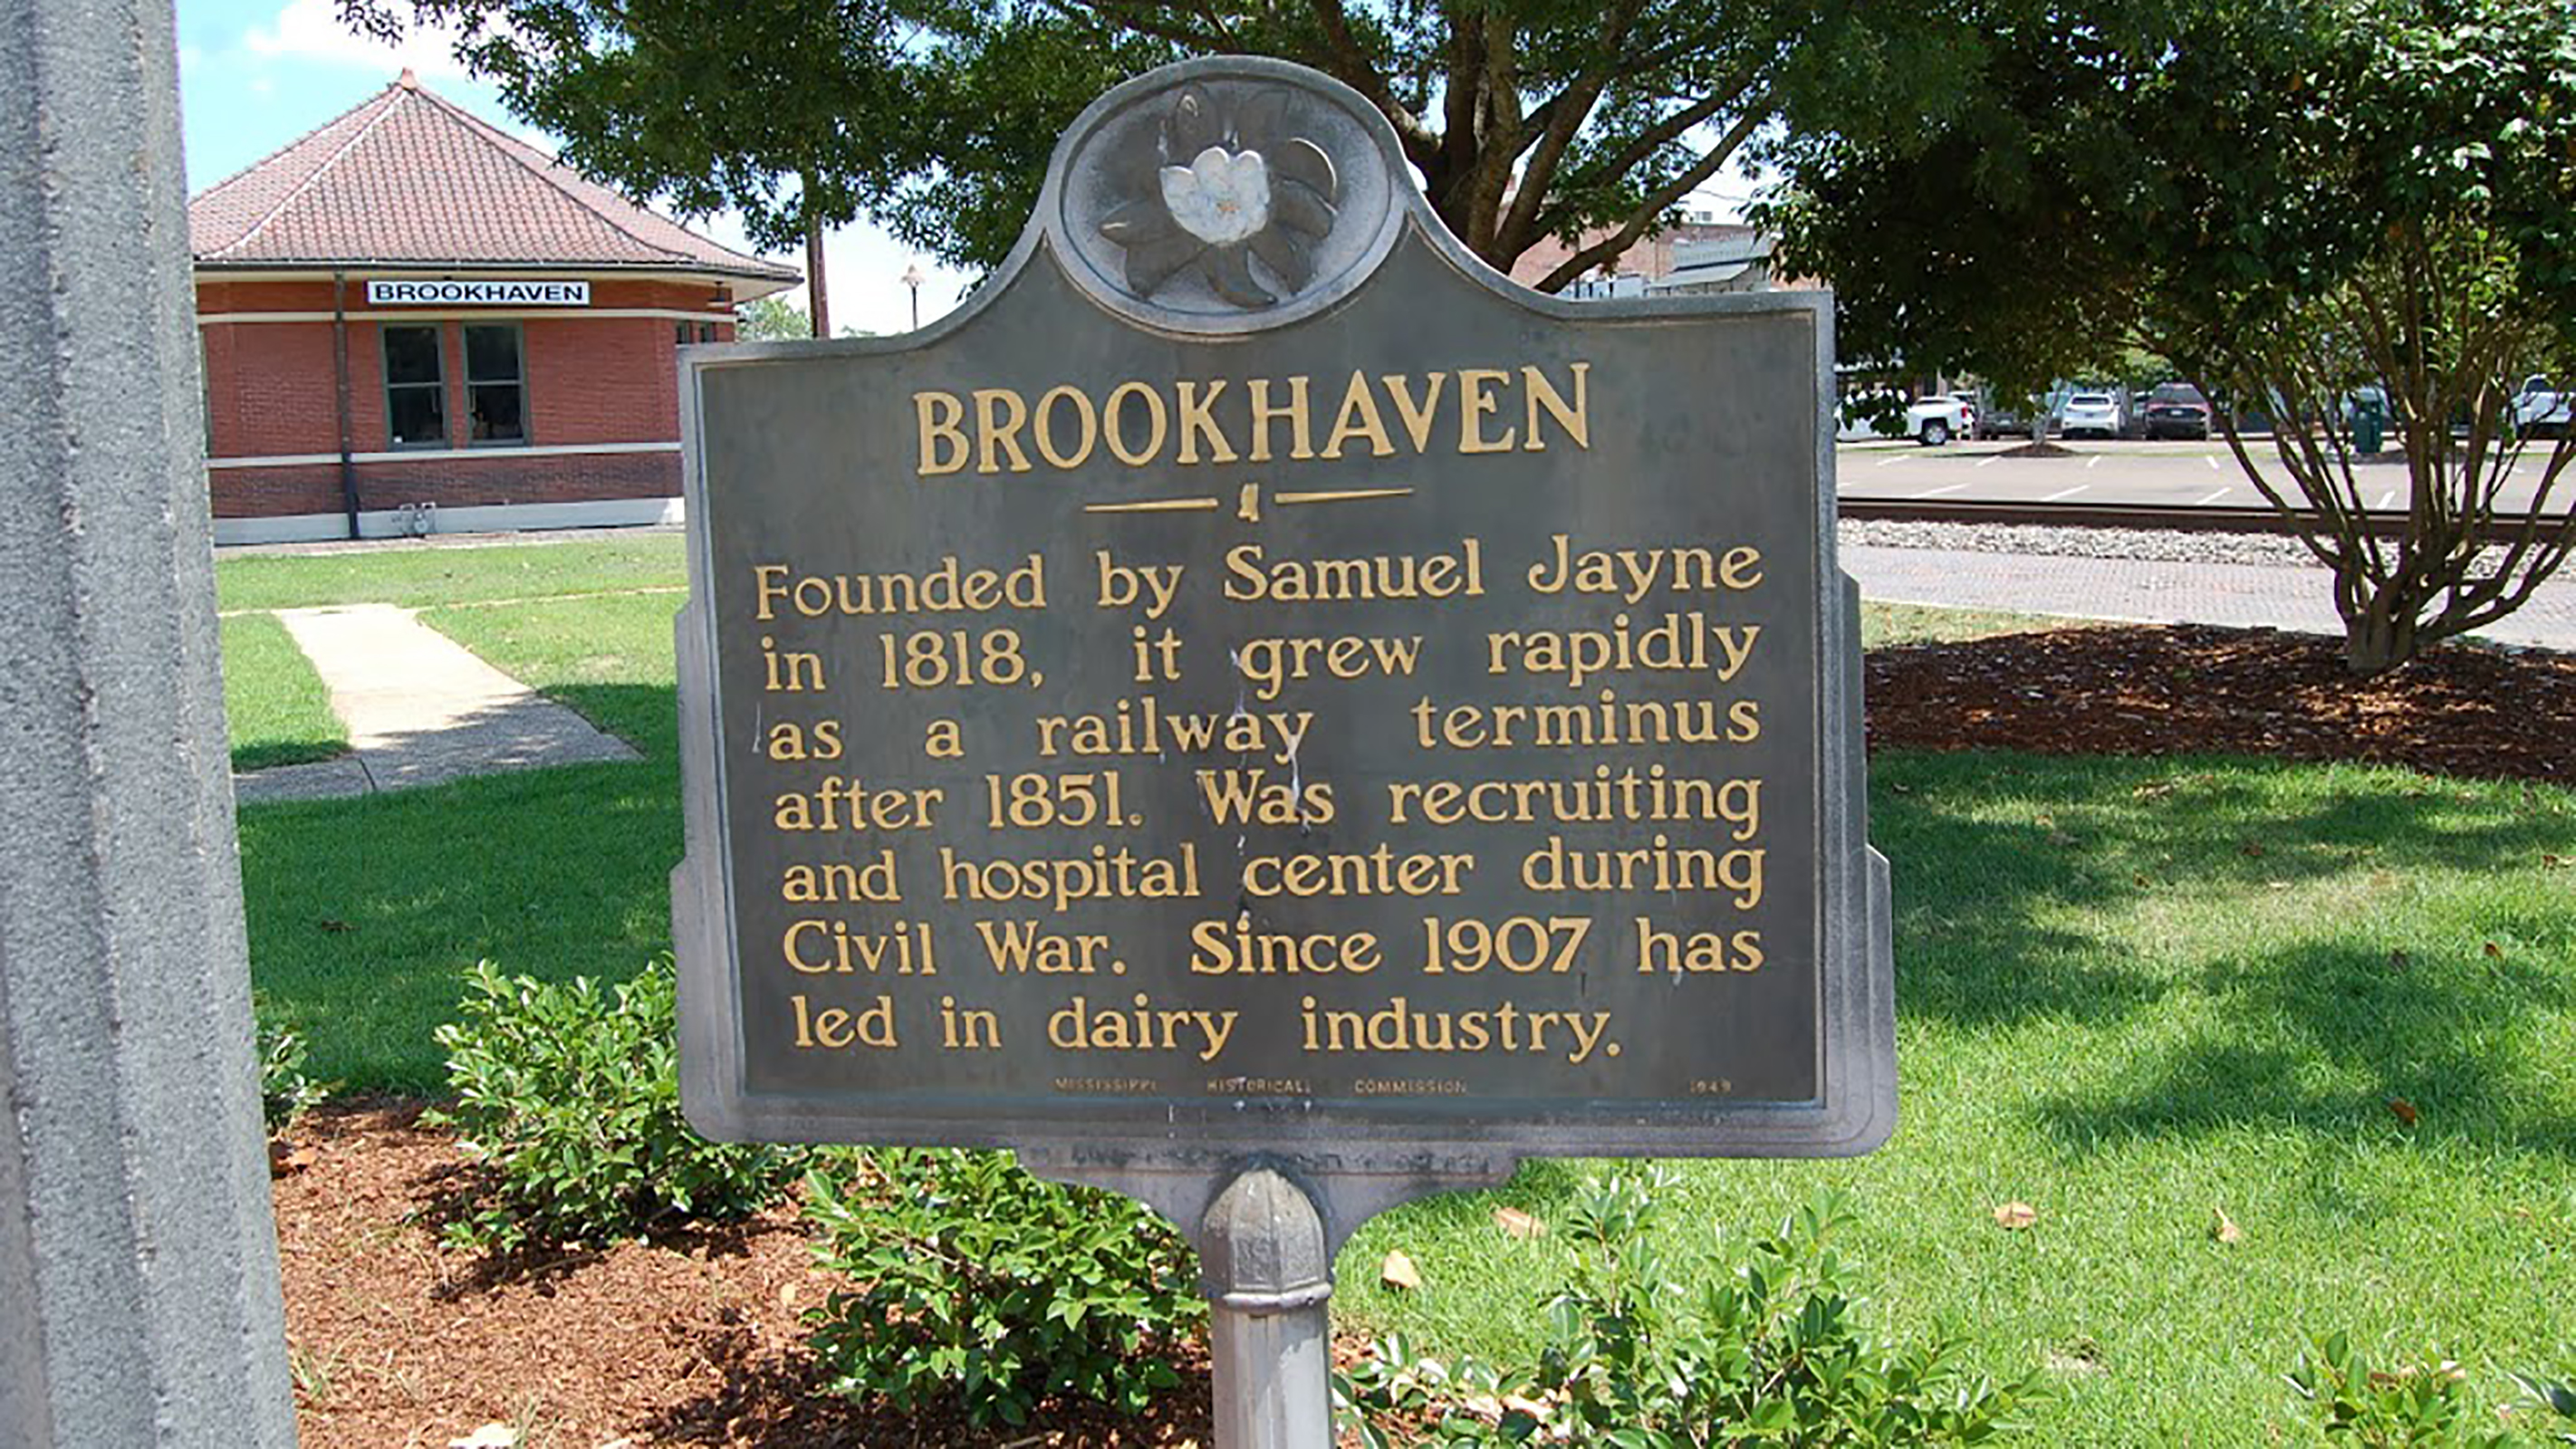 BROOKHAVEN
BROOKHAVEN
Founded by Samuel Jayne
in 1818, it grew rapidly
as a railway terminus
after 1851. Was recruiting
and hospital center during
Civil War. Since 1907 has
led in dairy industry.
MISSISSIPPI HISTORICAL COMMISSION 1949